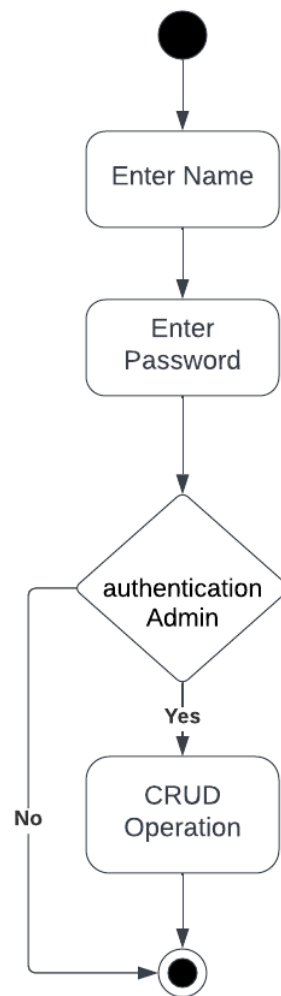 Enter Name
Enter
Password
authentication
Admin
Yes
CRUD
Operation
No